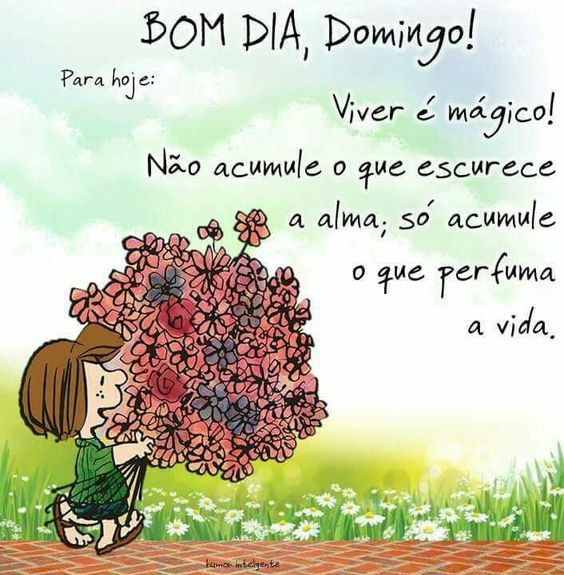 BOM DIA, Domingo!
Para hoje:
Viver é mágico!
Não acumule o que escurece
a alma; só acumule
o que perfuma
a vida.
humor inteligente